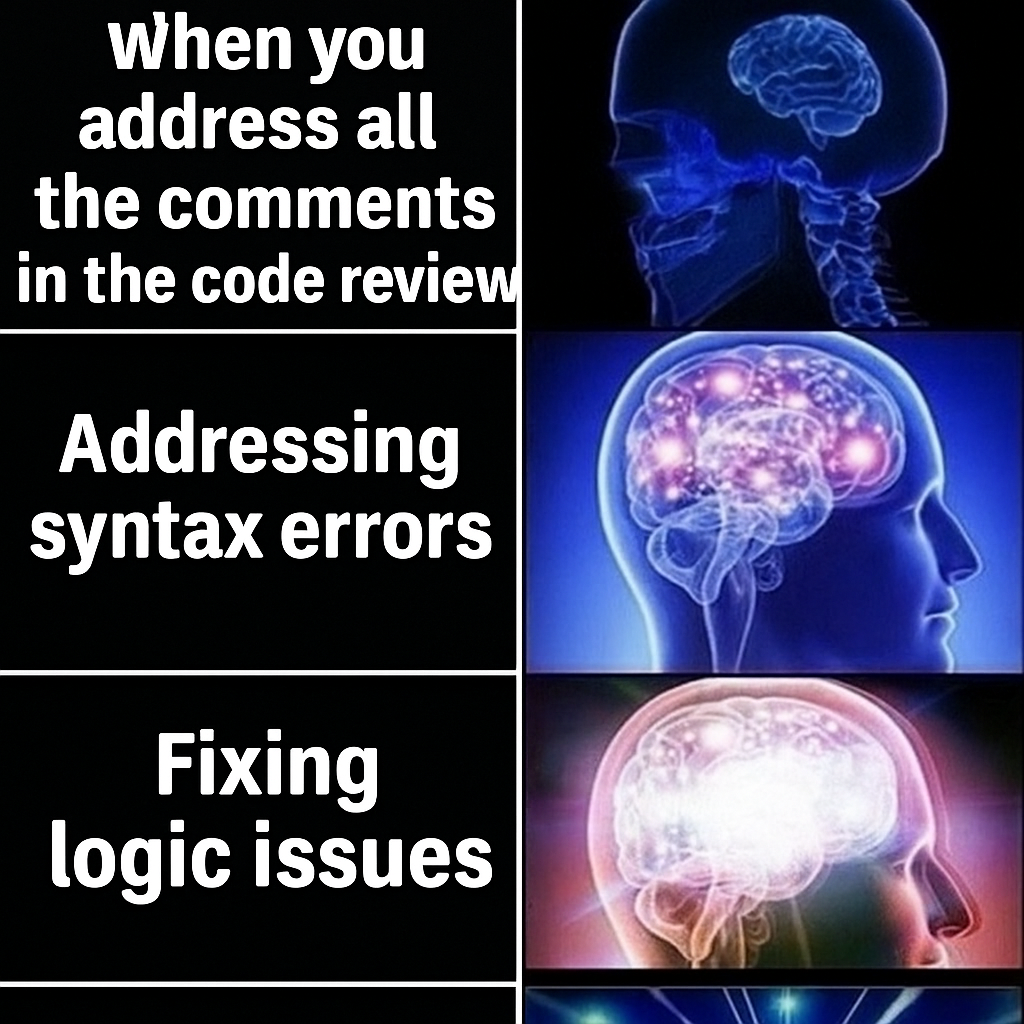 When you
address all
the comments
in the code review
Addressing
syntax errors
Fixing
logic issues